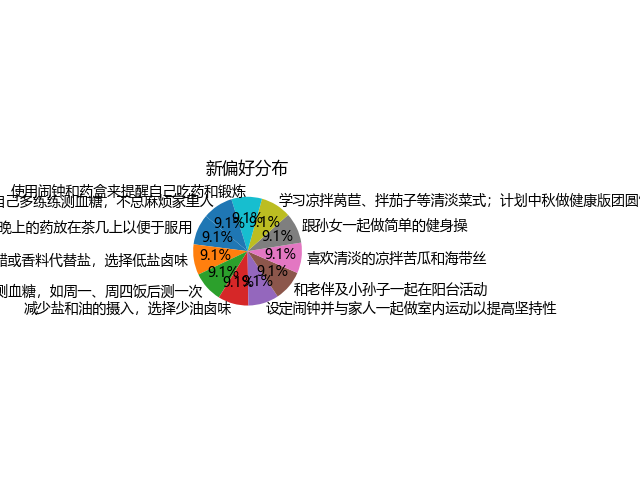 新偏好分布
使用闹钟和药盒来提醒自己吃药和锻炼
自己多练练测血糖，不总麻烦家里人
学习凉拌莴苣、拌茄子等清淡菜式；计划中秋做健康版团圆
晚上的药放在茶几上以便于服用
跟孙女一起做简单的健身操
醋或香料代替盐，选择低盐卤味
喜欢清淡的凉拌苦瓜和海带丝
测血糖，如周一、周四饭后测一次
和老伴及小孙子一起在阳台活动
减少盐和油的摄入，选择少油卤味
设定闹钟并与家人一起做室内运动以提高坚持性
9.1%
9.1%
9.1%
9.1%
9.1%
9.1%
9.1%
9.1%
9.1%
9.1%
9.1%